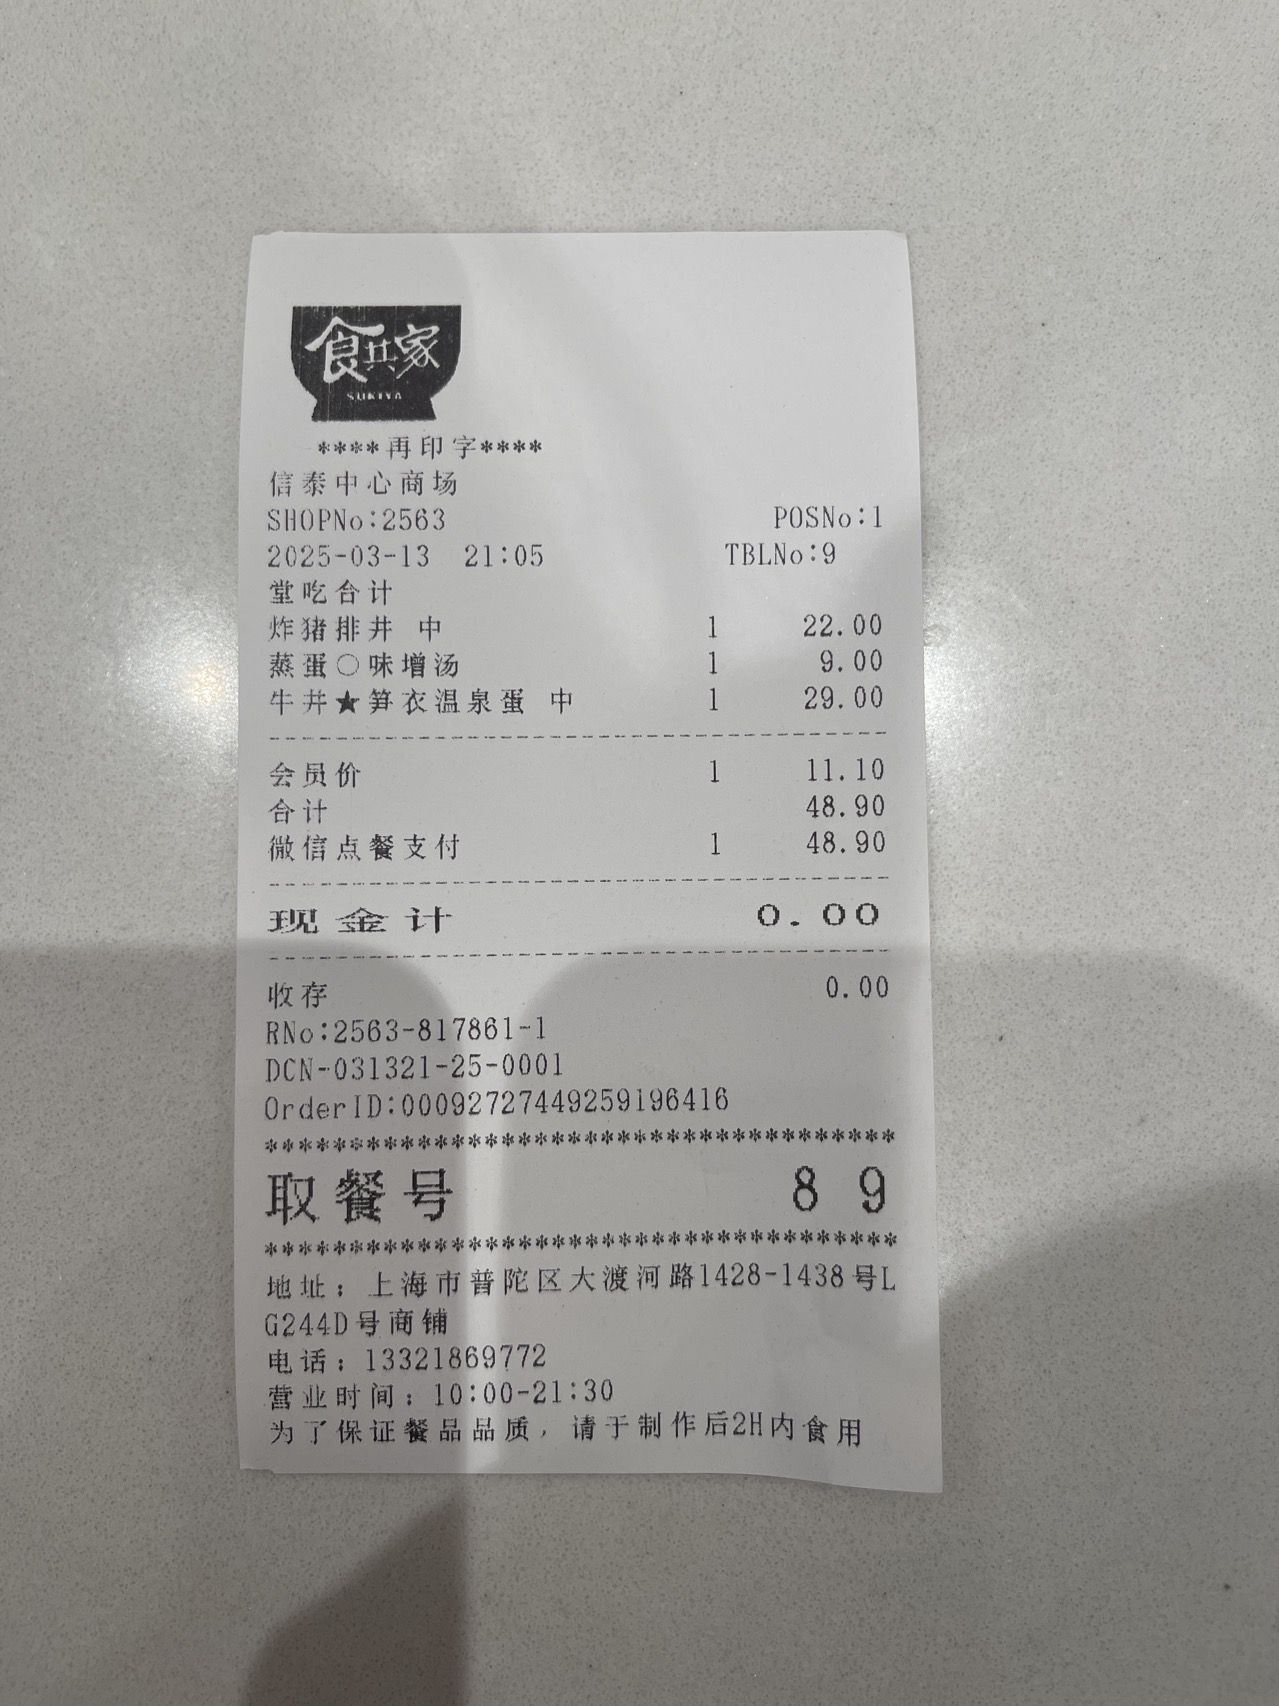 食其家
SUKIYA
****再印字****
信泰中心商场
SHOPNo:2563 POSNo:1
2025-03-13 21:05 TBLNo:9
堂吃合计
炸猪排丼 中 1 22.00
蒸蛋〇味增汤 1 9.00
牛丼★笋衣温泉蛋 中 1 29.00
会员价 1 11.10
合计 48.90
微信点餐支付 1 48.90
现金计 0.00
收存 0.00
RNo:2563-817861-1
DCN-031321-25-0001
OrderID:00092727449259196416
**************************************
取餐号 89
**************************************
地址：上海市普陀区大渡河路1428-1438号L
G244D号商铺
电话：13321869772
营业时间：10:00-21:30
为了保证餐品品质，请于制作后2H内食用